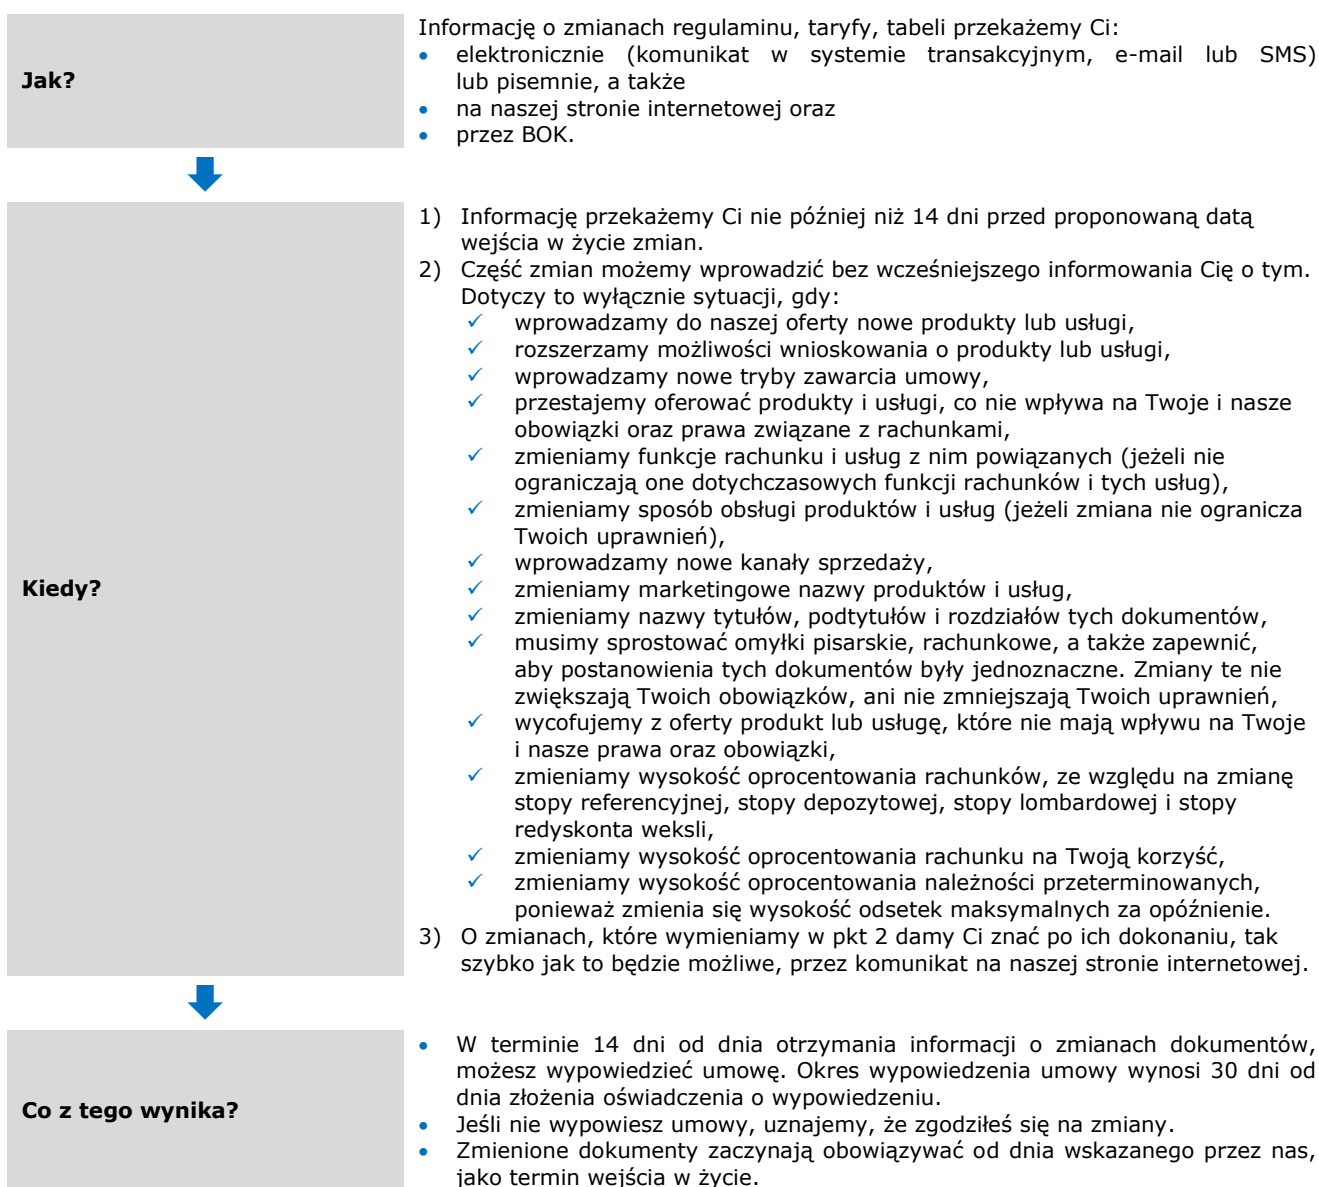 Jak?
Informację o zmianach regulaminu, taryfy, tabeli przekażemy Ci:
• elektronicznie (komunikat w systemie transakcyjnym, e-mail lub SMS)
lub pisemnie, a także
• na naszej stronie internetowej oraz
• przez BOK.
Kiedy?
1) Informację przekażemy Ci nie później niż 14 dni przed proponowaną datą
wejścia w życie zmian.
2) Część zmian możemy wprowadzić bez wcześniejszego informowania Cię o tym.
Dotyczy to wyłącznie sytuacji, gdy:
✓ wprowadzamy do naszej oferty nowe produkty lub usługi,
✓ rozszerzamy możliwości wnioskowania o produkty lub usługi,
✓ wprowadzamy nowe tryby zawarcia umowy,
✓ przestajemy oferować produkty i usługi, co nie wpływa na Twoje i nasze
obowiązki oraz prawa związane z rachunkami,
✓ zmieniamy funkcje rachunku i usług z nim powiązanych (jeżeli nie
ograniczają one dotychczasowych funkcji rachunków i tych usług),
✓ zmieniamy sposób obsługi produktów i usług (jeżeli zmiana nie ogranicza
Twoich uprawnień),
✓ wprowadzamy nowe kanały sprzedaży,
✓ zmieniamy marketingowe nazwy produktów i usług,
✓ zmieniamy nazwy tytułów, podtytułów i rozdziałów tych dokumentów,
✓ musimy sprostować omyłki pisarskie, rachunkowe, a także zapewnić,
aby postanowienia tych dokumentów były jednoznaczne. Zmiany te nie
zwiększają Twoich obowiązków, ani nie zmniejszają Twoich uprawnień,
✓ wycofujemy z oferty produkt lub usługę, które nie mają wpływu na Twoje
i nasze prawa oraz obowiązki,
✓ zmieniamy wysokość oprocentowania rachunków, ze względu na zmianę
stopy referencyjnej, stopy depozytowej, stopy lombardowej i stopy
redyskonta weksli,
✓ zmieniamy wysokość oprocentowania rachunku na Twoją korzyść,
✓ zmieniamy wysokość oprocentowania należności przeterminowanych,
ponieważ zmienia się wysokość odsetek maksymalnych za opóźnienie.
3) O zmianach, które wymieniamy w pkt 2 damy Ci znać po ich dokonaniu, tak
szybko jak to będzie możliwe, przez komunikat na naszej stronie internetowej.
Co z tego wynika?
• W terminie 14 dni od dnia otrzymania informacji o zmianach dokumentów,
możesz wypowiedzieć umowę. Okres wypowiedzenia umowy wynosi 30 dni od
dnia złożenia oświadczenia o wypowiedzeniu.
• Jeśli nie wypowiesz umowy, uznajemy, że zgodziłeś się na zmiany.
• Zmienione dokumenty zaczynają obowiązywać od dnia wskazanego przez nas,
jako termin wejścia w życie.